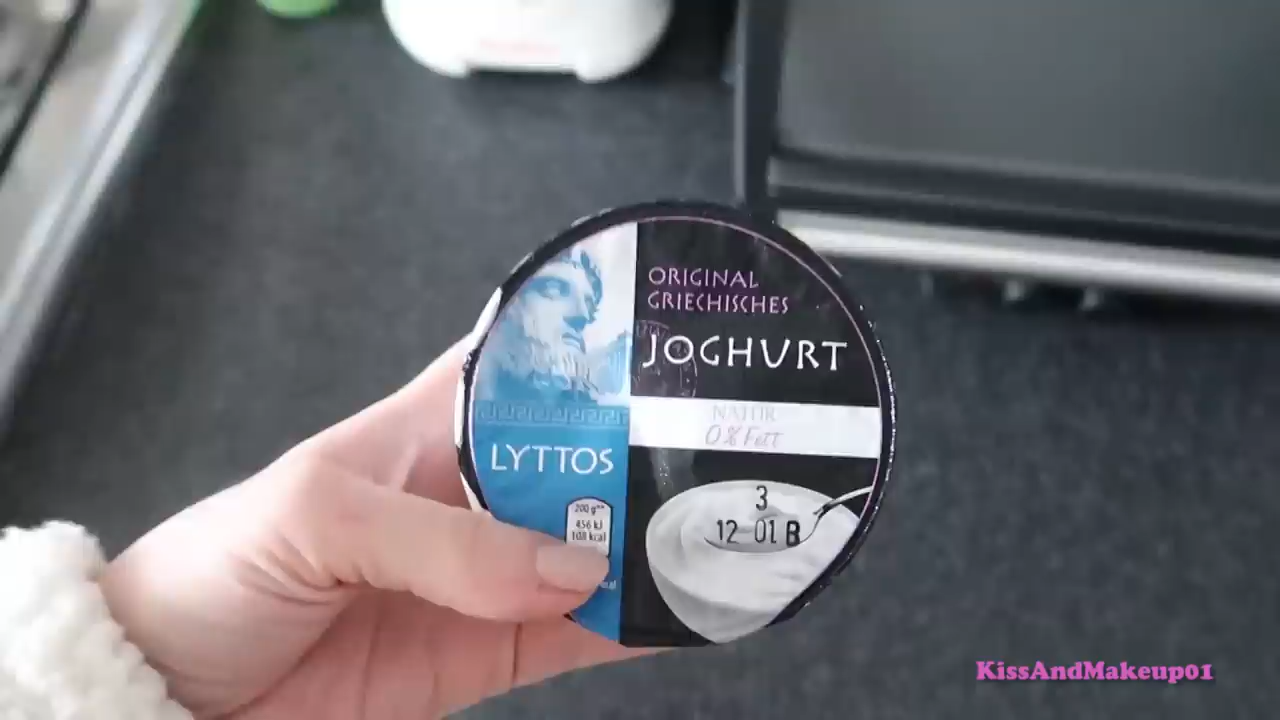 ORIGINAL
GRIECHISCHES
JOGHURT
NATUR
0% Fett
LYTTOS
200 g**
456 kJ
108 kcal
3
12 01 B
KissAndMakeup01